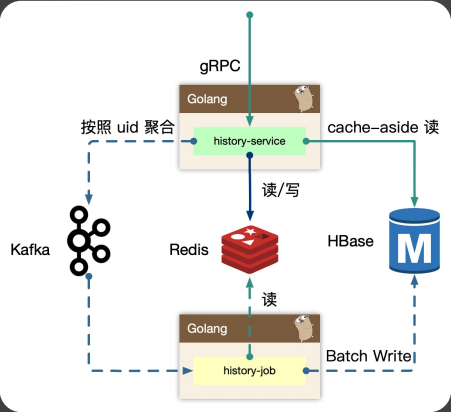 gRPC
Golang
按照 uid 聚合
history-service
cache-aside 读
读/写
Kafka
Redis
HBase
M
读
Golang
Batch Write
history-job